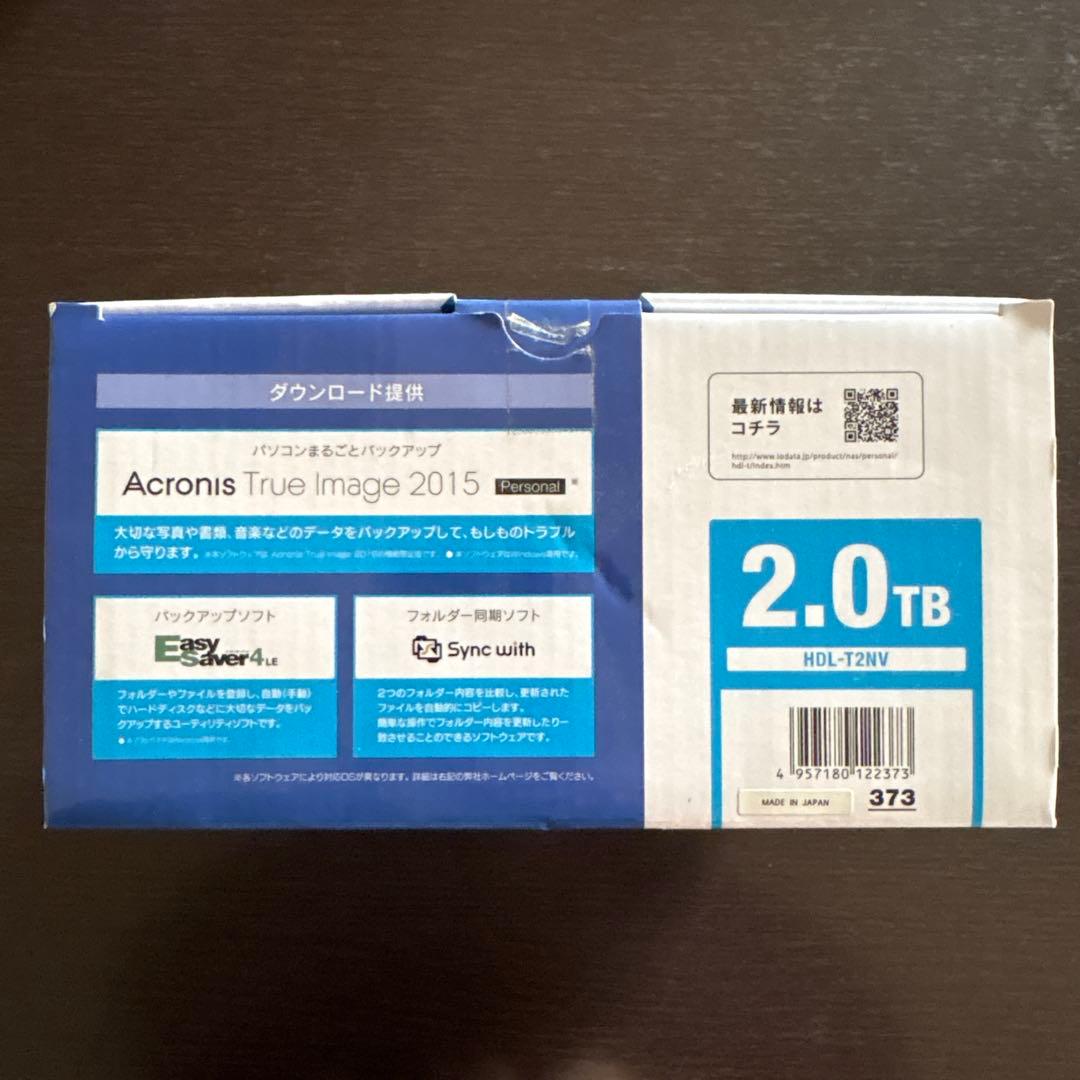 ダウンロード提供
パソコンまるごとバックアップ
Acronis True Image 2015 Personal
大切な写真や書類、音楽などのデータをバックアップして、もしものトラブル
から守ります。
バックアップソフト
Easy Saver4 LE
フォルダーやファイルを登録し、自動(手動)
でハードディスクなどに大切なデータをバッ
クアップするユーティリティソフトです。
フォルダー同期ソフト
Sync with
2つのフォルダー内容を比較し、更新された
ファイルを自動的にコピーします。
簡単な操作でフォルダー内容を更新したり一
致させることのできるソフトウェアです。
※各ソフトウェアにより対応OSが異なります。詳細は右記の弊社ホームページをご覧ください。
最新情報は
コチラ
http://www.iodata.jp/product/nas/personal/
hdl-t/index.htm
2.0TB
HDL-T2NV
4 957180 122373
MADE IN JAPAN
373